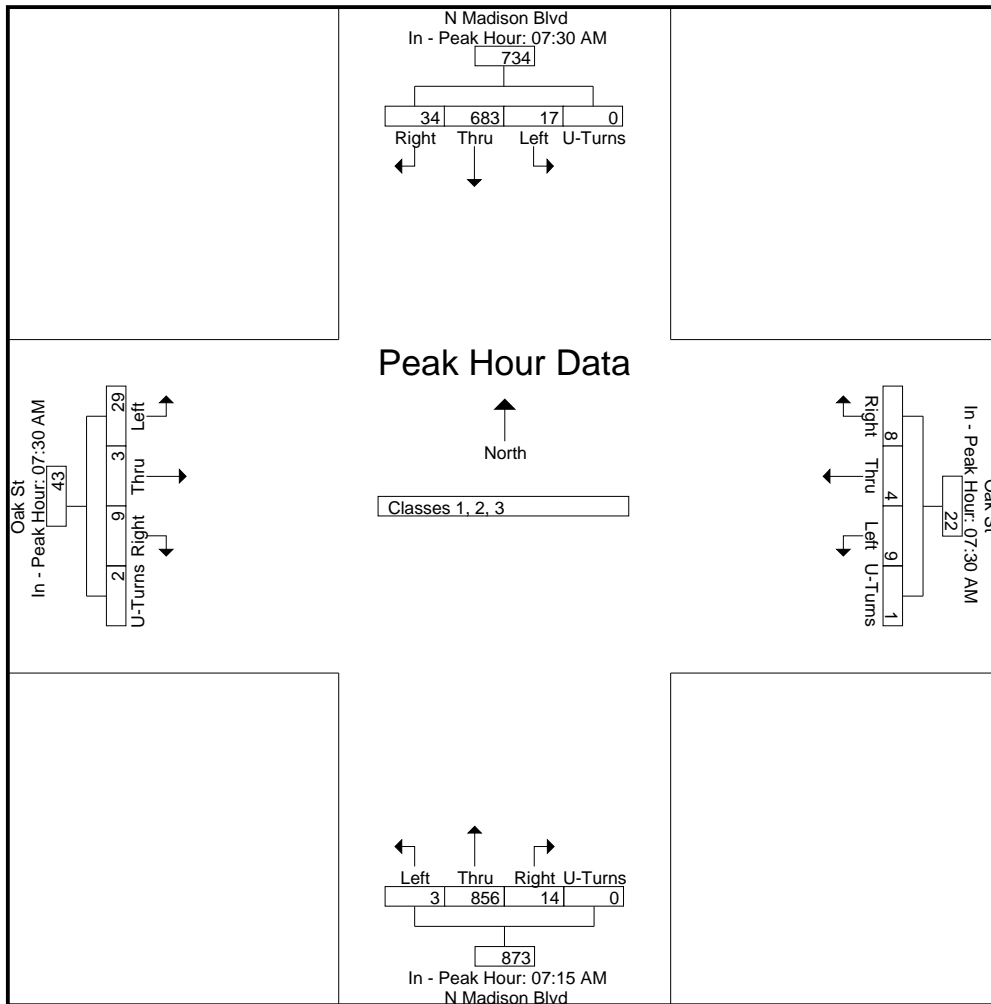 N Madison Blvd
In - Peak Hour: 07:30 AM
734
34 683 17 0
Right Thru Left U-Turns
Peak Hour Data
North
Classes 1, 2, 3
Oak St
In - Peak Hour: 07:30 AM
43
29 3 9 2
Left Thru Right U-Turns
Oak St
In - Peak Hour: 07:30 AM
22
8 4 9 1
Right Thru Left U-Turns
Left Thru Right U-Turns
3 856 14 0
873
In - Peak Hour: 07:15 AM
N Madison Blvd